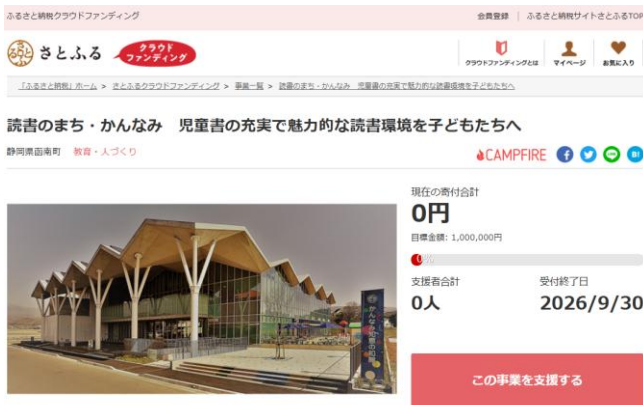 ふるさと納税クラウドファンディング
会員登録 | ふるさと納税サイトさとふるTOP
さとふる クラウドファンディング
クラウドファンディングとは マイページ お気に入り
「ふるさと納税」ホーム > さとふるクラウドファンディング > 事業一覧 > 読書のまち・かんなみ 児童書の充実で魅力的な読書環境を子どもたちへ
読書のまち・かんなみ 児童書の充実で魅力的な読書環境を子どもたちへ
静岡県函南町 教育・人づくり
CAMPFIRE
現在の寄付合計
0円
目標金額: 1,000,000円
0%
支援者合計 受付終了日
0人 2026/9/30
かんなみ知恵の和館
この事業を支援する